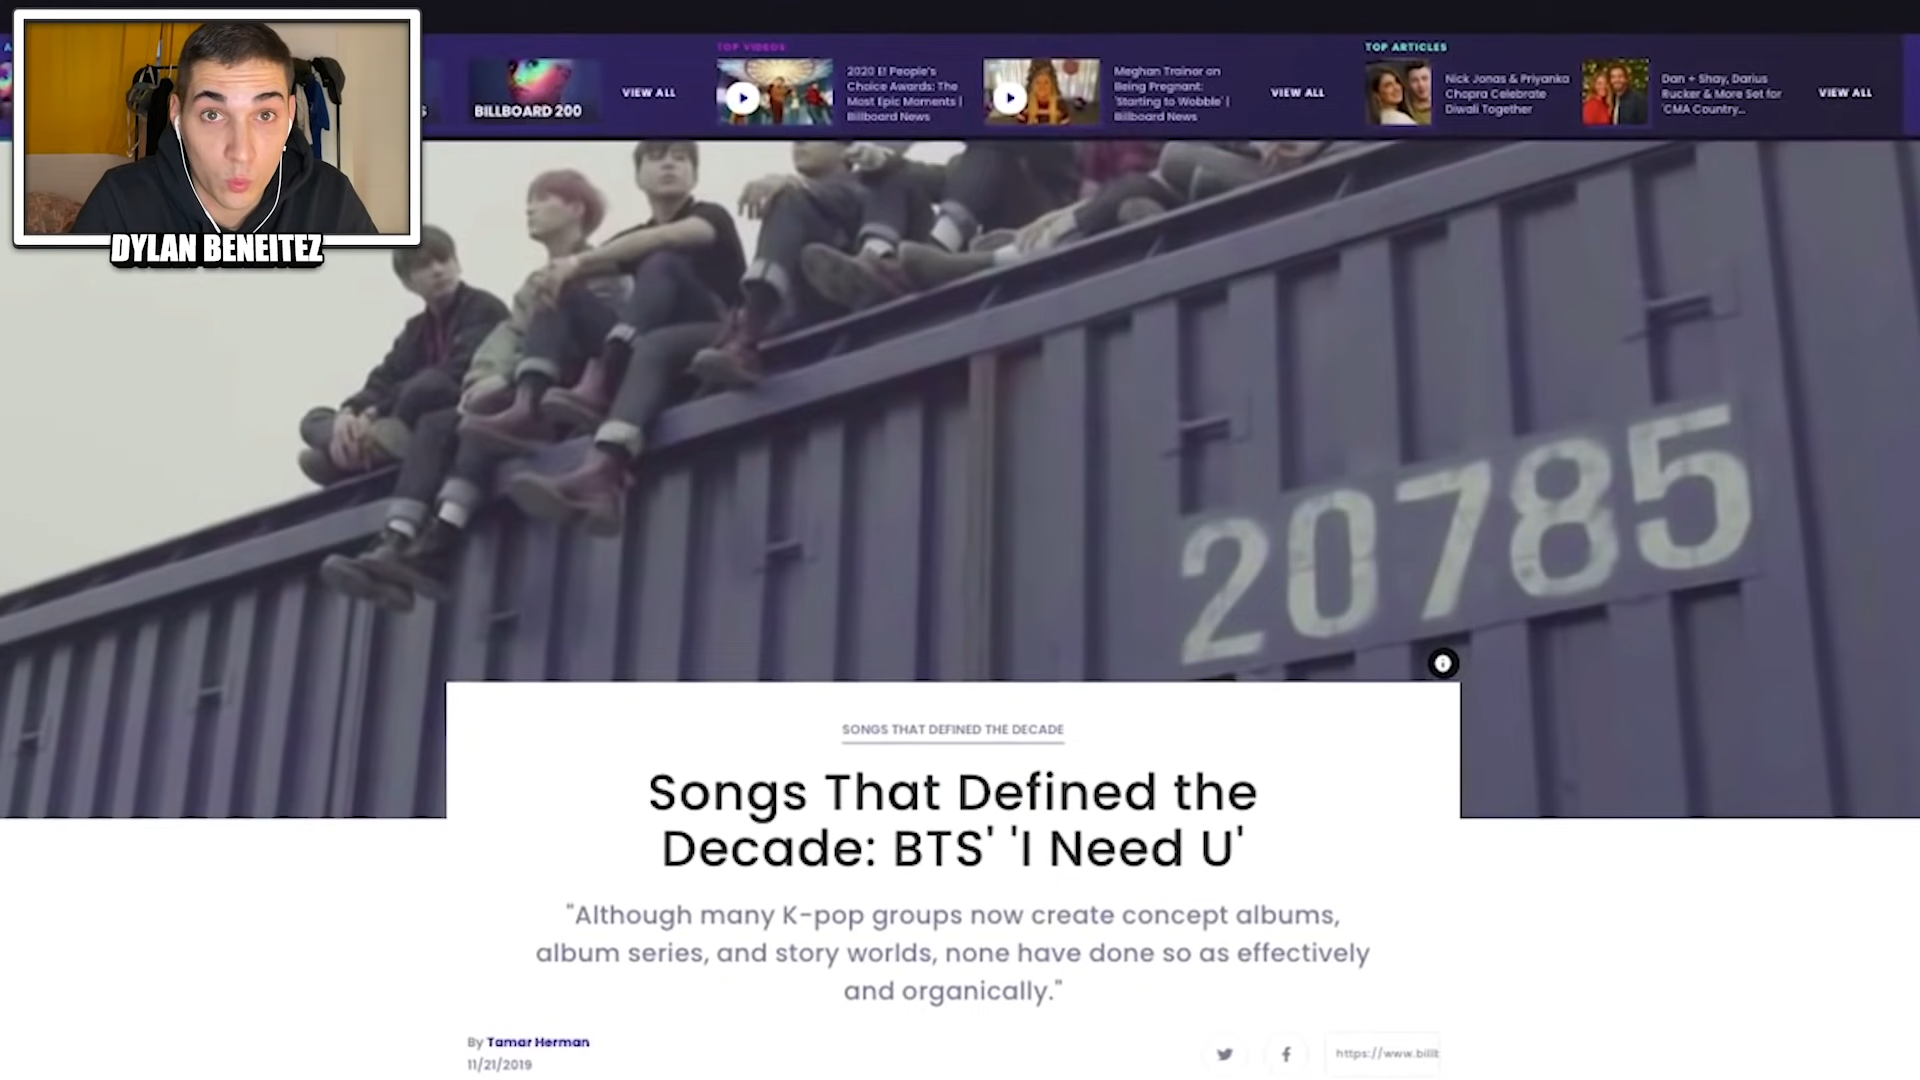 TOP VIDEOS
TOP ARTICLES
BILLBOARD 200
VIEW ALL
2020 E! People's
Choice Awards: The
Most Epic Moments |
Billboard News
Meghan Trainor on
Being Pregnant:
'Starting to Wobble' |
Billboard News
VIEW ALL
Nick Jonas & Priyanka
Chopra Celebrate
Diwali Together
Dan + Shay, Darius
Rucker & More Set for
'CMA Country...
VIEW ALL
DYLAN BENEITEZ
20785
SONGS THAT DEFINED THE DECADE
Songs That Defined the
Decade: BTS' 'I Need U'
"Although many K-pop groups now create concept albums,
album series, and story worlds, none have done so as effectively
and organically."
By Tamar Herman
11/21/2019
https://www.billb